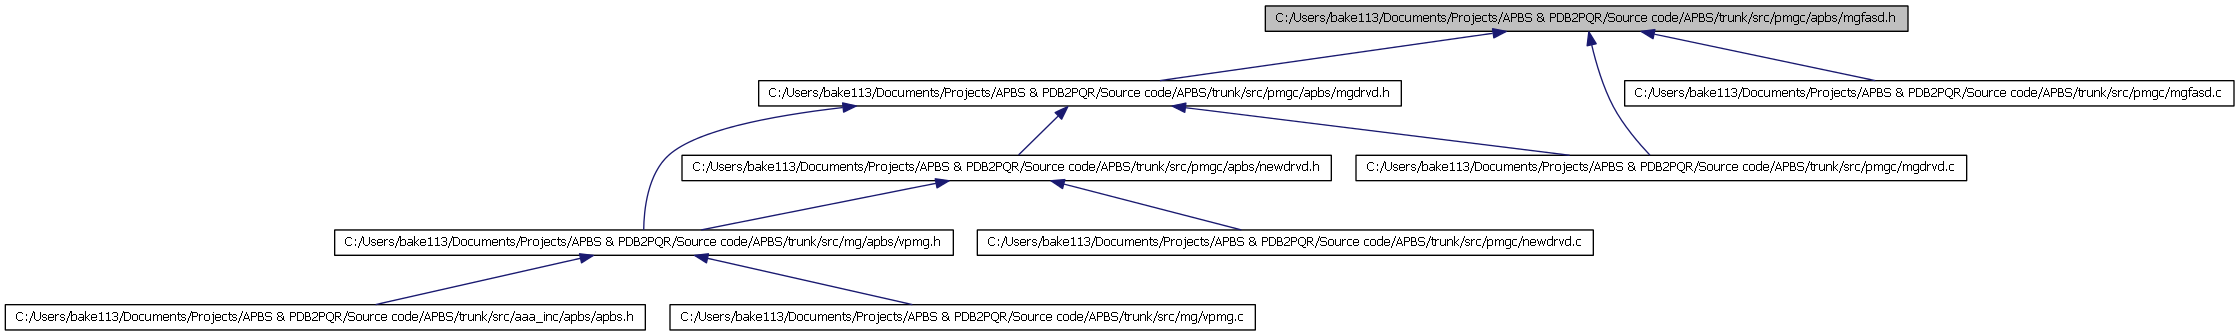 C:/Users/bake113/Documents/Projects/APBS & PDB2PQR/Source code/APBS/trunk/src/pmgc/apbs/mgfasd.h
C:/Users/bake113/Documents/Projects/APBS & PDB2PQR/Source code/APBS/trunk/src/pmgc/apbs/mgdrvd.h
C:/Users/bake113/Documents/Projects/APBS & PDB2PQR/Source code/APBS/trunk/src/pmgc/mgfasd.c
C:/Users/bake113/Documents/Projects/APBS & PDB2PQR/Source code/APBS/trunk/src/pmgc/apbs/newdrvd.h
C:/Users/bake113/Documents/Projects/APBS & PDB2PQR/Source code/APBS/trunk/src/pmgc/mgdrvd.c
C:/Users/bake113/Documents/Projects/APBS & PDB2PQR/Source code/APBS/trunk/src/mg/apbs/vpmg.h
C:/Users/bake113/Documents/Projects/APBS & PDB2PQR/Source code/APBS/trunk/src/pmgc/newdrvd.c
C:/Users/bake113/Documents/Projects/APBS & PDB2PQR/Source code/APBS/trunk/src/aaa_inc/apbs/apbs.h
C:/Users/bake113/Documents/Projects/APBS & PDB2PQR/Source code/APBS/trunk/src/mg/vpmg.c